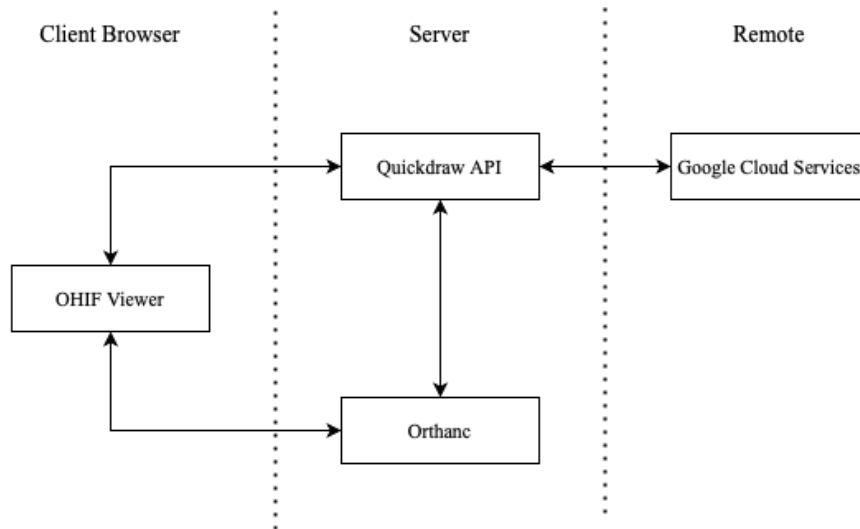 Client Browser
Server
Remote
Quickdraw API
Google Cloud Services
OHIF Viewer
Orthanc